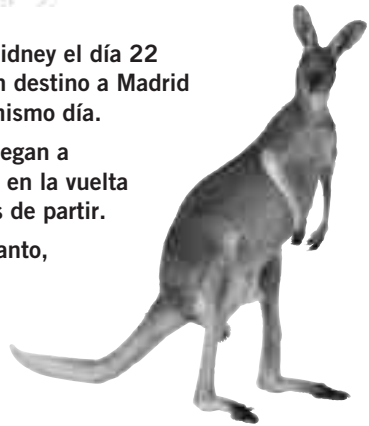 idney el día 22
n destino a Madrid
nismo día.
egan a
en la vuelta
s de partir.
anto,